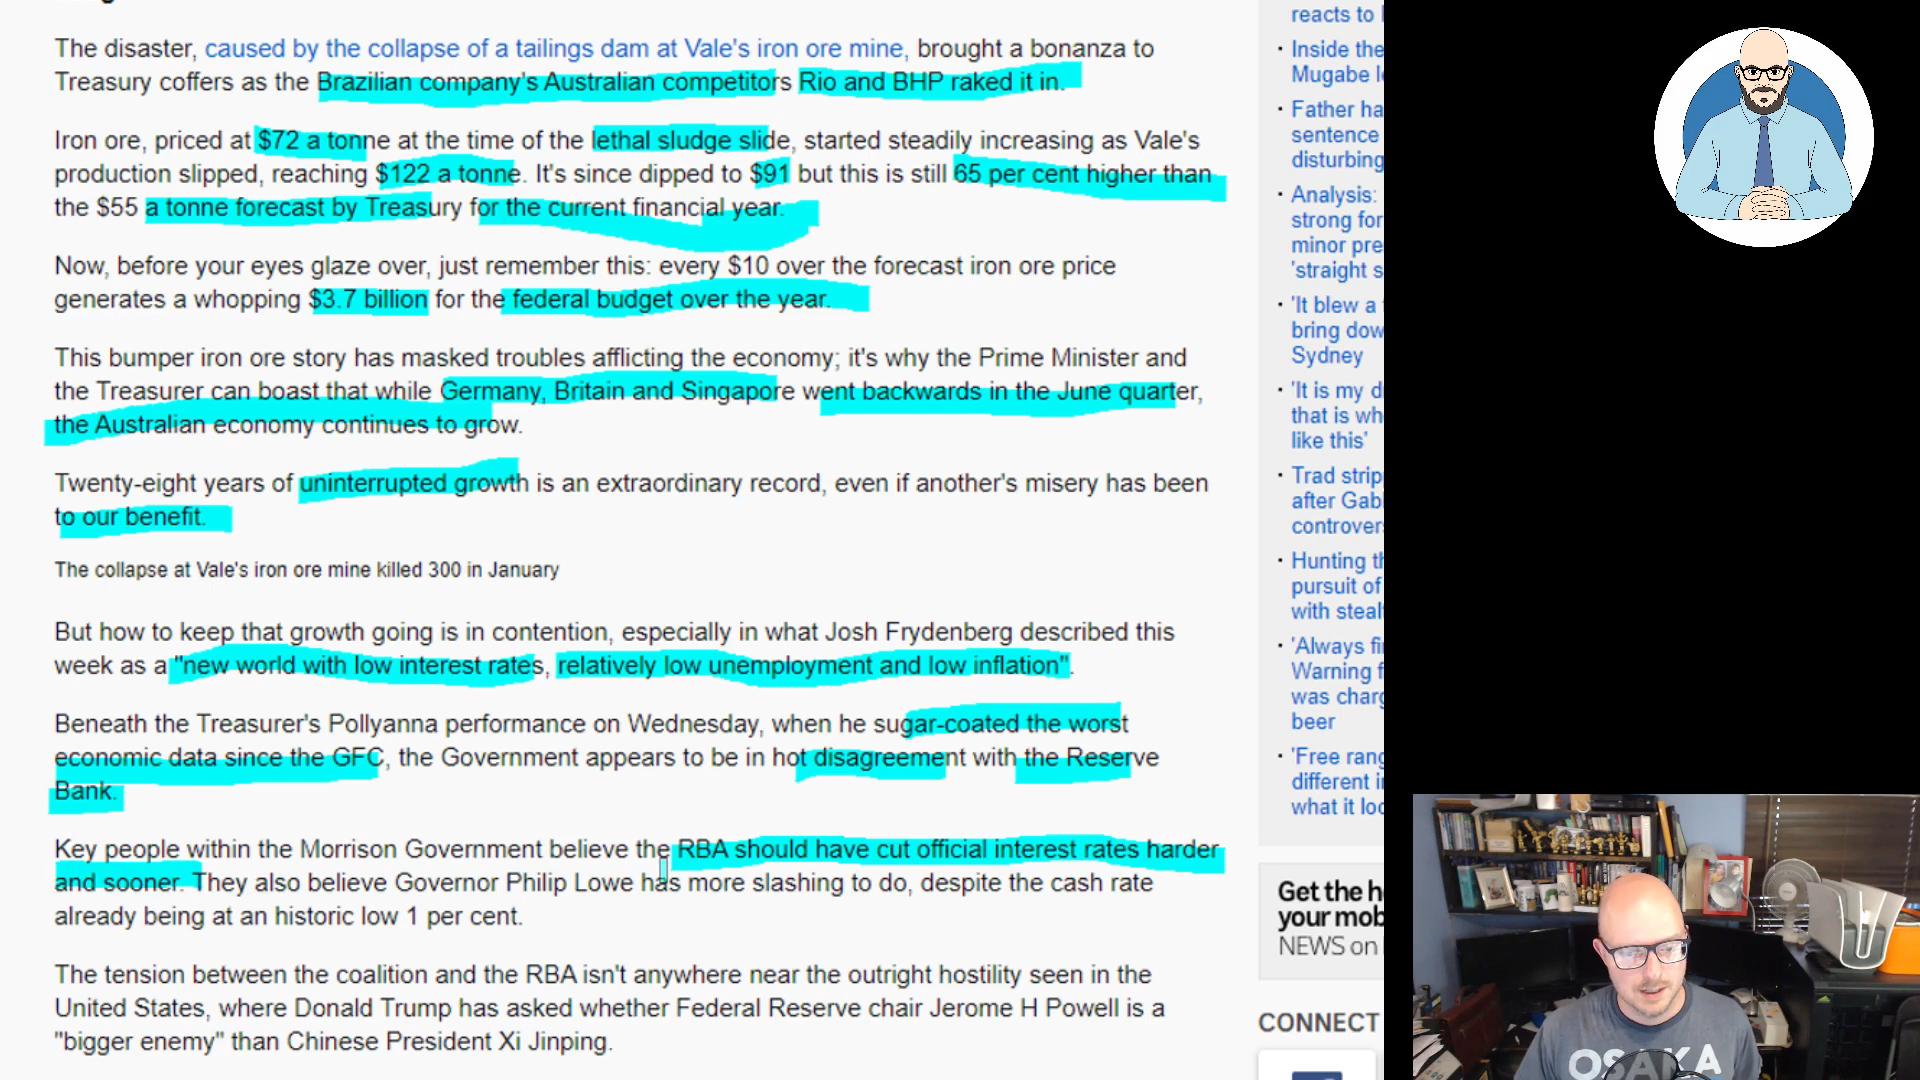 The disaster, caused by the collapse of a tailings dam at Vale's iron ore mine, brought a bonanza to
Treasury coffers as the Brazilian company's Australian competitors Rio and BHP raked it in.
Iron ore, priced at $72 a tonne at the time of the lethal sludge slide, started steadily increasing as Vale's
production slipped, reaching $122 a tonne. It's since dipped to $91 but this is still 65 per cent higher than
the $55 a tonne forecast by Treasury for the current financial year.
Now, before your eyes glaze over, just remember this: every $10 over the forecast iron ore price
generates a whopping $3.7 billion for the federal budget over the year.
This bumper iron ore story has masked troubles afflicting the economy; it's why the Prime Minister and
the Treasurer can boast that while Germany, Britain and Singapore went backwards in the June quarter,
the Australian economy continues to grow.
Twenty-eight years of uninterrupted growth is an extraordinary record, even if another's misery has been
to our benefit.
The collapse at Vale's iron ore mine killed 300 in January
But how to keep that growth going is in contention, especially in what Josh Frydenberg described this
week as a "new world with low interest rates, relatively low unemployment and low inflation".
Beneath the Treasurer's Pollyanna performance on Wednesday, when he sugar-coated the worst
economic data since the GFC, the Government appears to be in hot disagreement with the Reserve
Bank.
Key people within the Morrison Government believe the RBA should have cut official interest rates harder
and sooner. They also believe Governor Philip Lowe has more slashing to do, despite the cash rate
already being at an historic low 1 per cent.
The tension between the coalition and the RBA isn't anywhere near the outright hostility seen in the
United States, where Donald Trump has asked whether Federal Reserve chair Jerome H Powell is a
"bigger enemy" than Chinese President Xi Jinping.
reacts to
Inside the
Mugabe
Father ha
sentence
disturbing
Analysis:
strong for
minor pre
'straight s
'It blew a
bring dow
Sydney
'It is my d
that is wh
like this'
Trad strip
after Gab
controver
Hunting th
pursuit of
with steal
'Always fi
Warning f
was charg
beer
'Free rang
different i
what it loo
Get the h
your mob
NEWS on
CONNECT
OSAKA